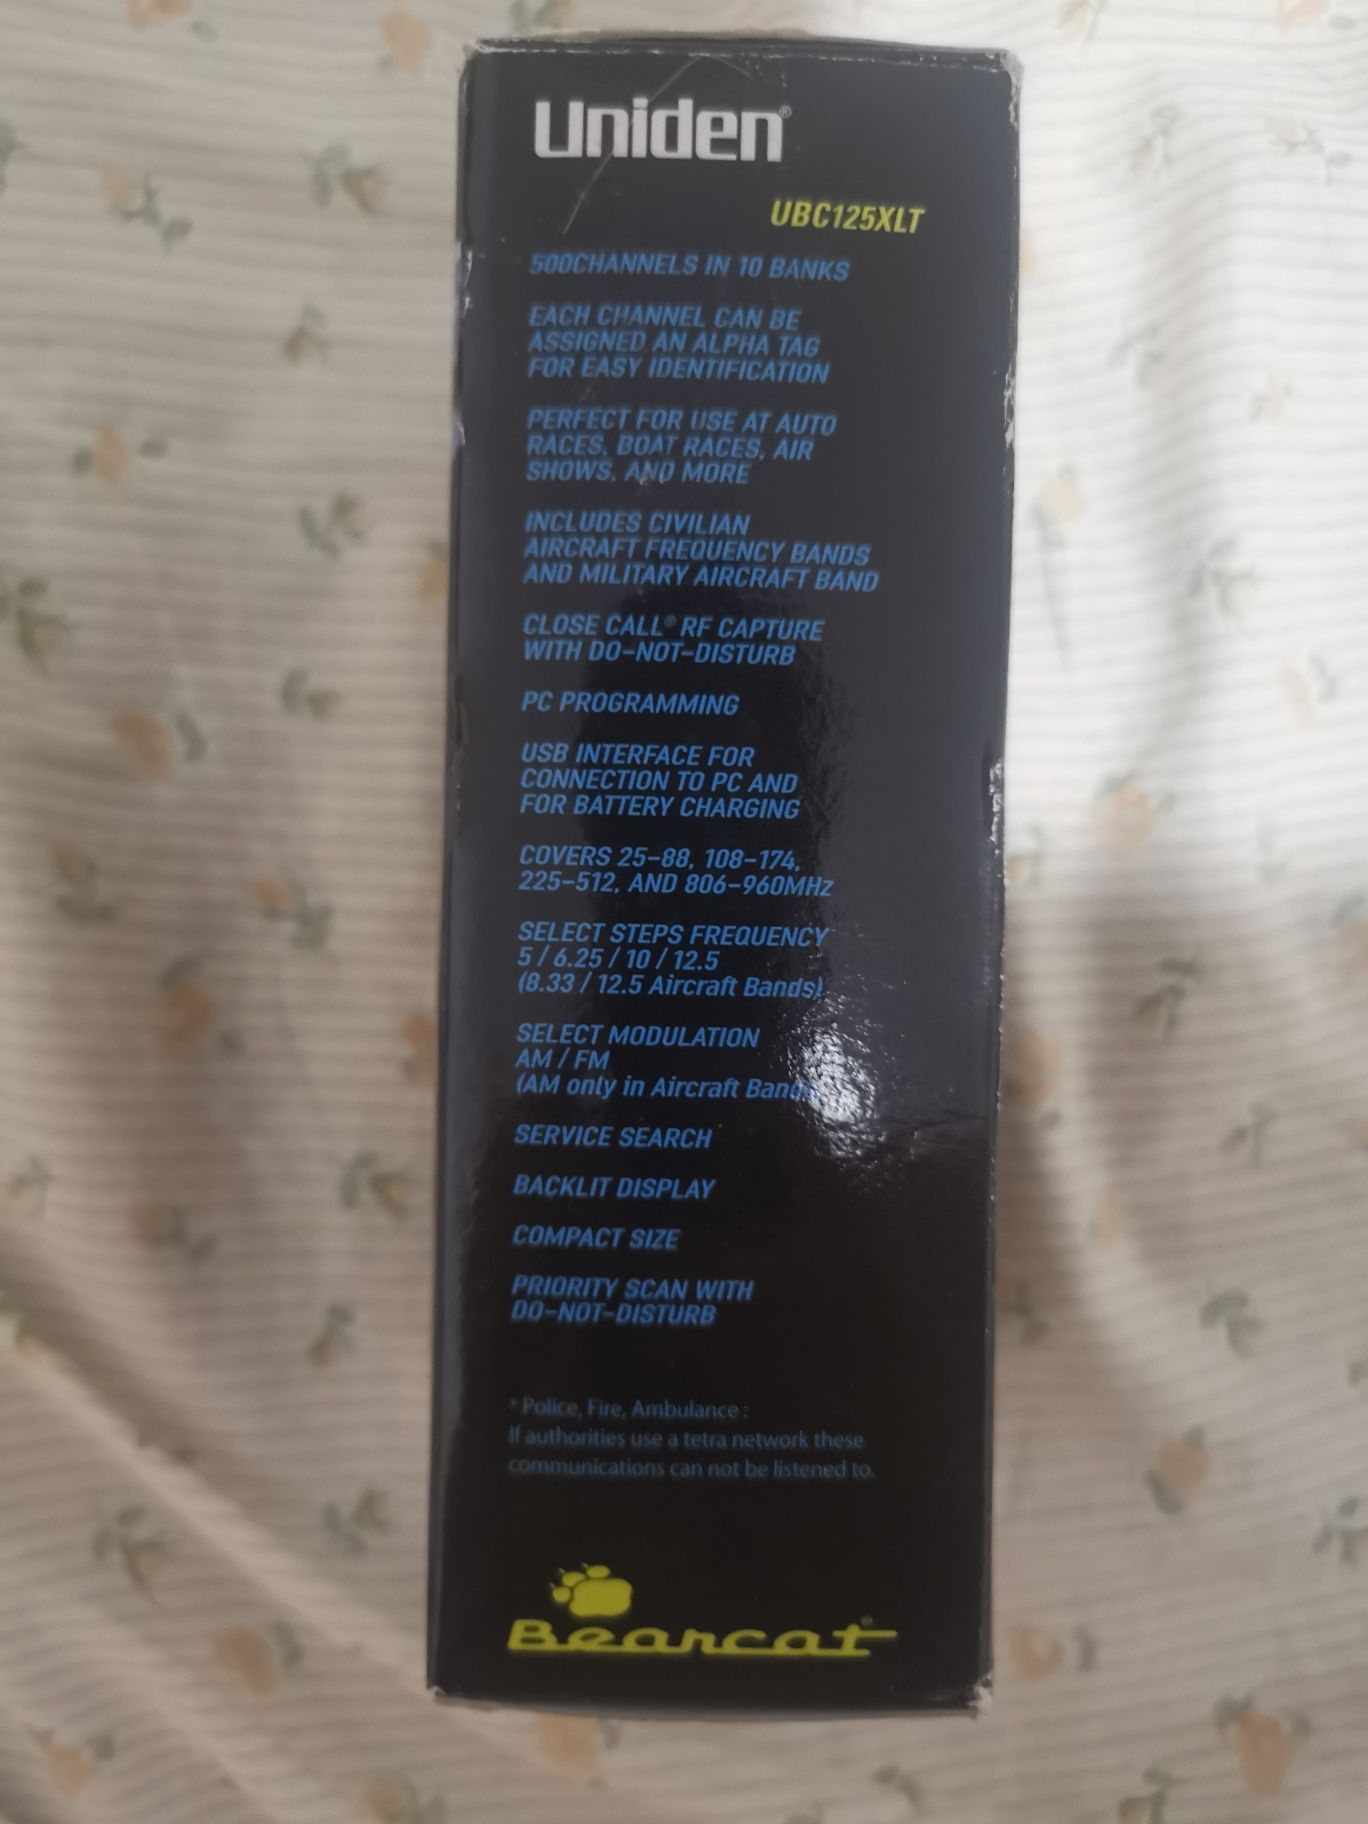 Uniden®
UBC125XLT
500CHANNELS IN 10 BANKS
EACH CHANNEL CAN BE
ASSIGNED AN ALPHA TAG
FOR EASY IDENTIFICATION
PERFECT FOR USE AT AUTO
RACES, BOAT RACES, AIR
SHOWS, AND MORE
INCLUDES CIVILIAN
AIRCRAFT FREQUENCY BANDS
AND MILITARY AIRCRAFT BAND
CLOSE CALL® RF CAPTURE
WITH DO-NOT-DISTURB
PC PROGRAMMING
USB INTERFACE FOR
CONNECTION TO PC AND
FOR BATTERY CHARGING
COVERS 25-88, 108-174,
225-512, AND 806-960MHz
SELECT STEPS FREQUENCY
5 / 6.25 / 10 / 12.5
(8.33 / 12.5 Aircraft Bands)
SELECT MODULATION
AM / FM
(AM only in Aircraft Bands)
SERVICE SEARCH
BACKLIT DISPLAY
COMPACT SIZE
PRIORITY SCAN WITH
DO-NOT-DISTURB
* Police, Fire, Ambulance :
If authorities use a tetra network these
communications can not be listened to.
Bearcat®